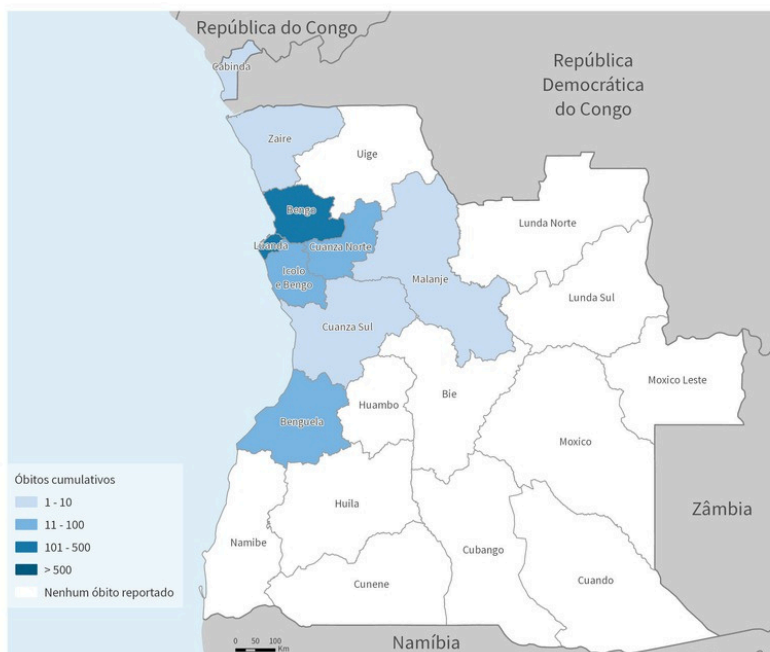 República do Congo
Cabinda
República
Democrática
do Congo
Zaire
Uige
Bengo
Lunda Norte
Luanda
Cuanza Norte
Icolo
e Bengo
Malanje
Lunda Sul
Cuanza Sul
Moxico Leste
Bie
Huambo
Benguela
Moxico
Óbitos cumulativos
1 - 10
11 - 100
101 - 500
> 500
Nenhum óbito reportado
Huila
Zâmbia
Namibe
Cubango
Cunene
Cuando
0 50 100
Km
Namíbia